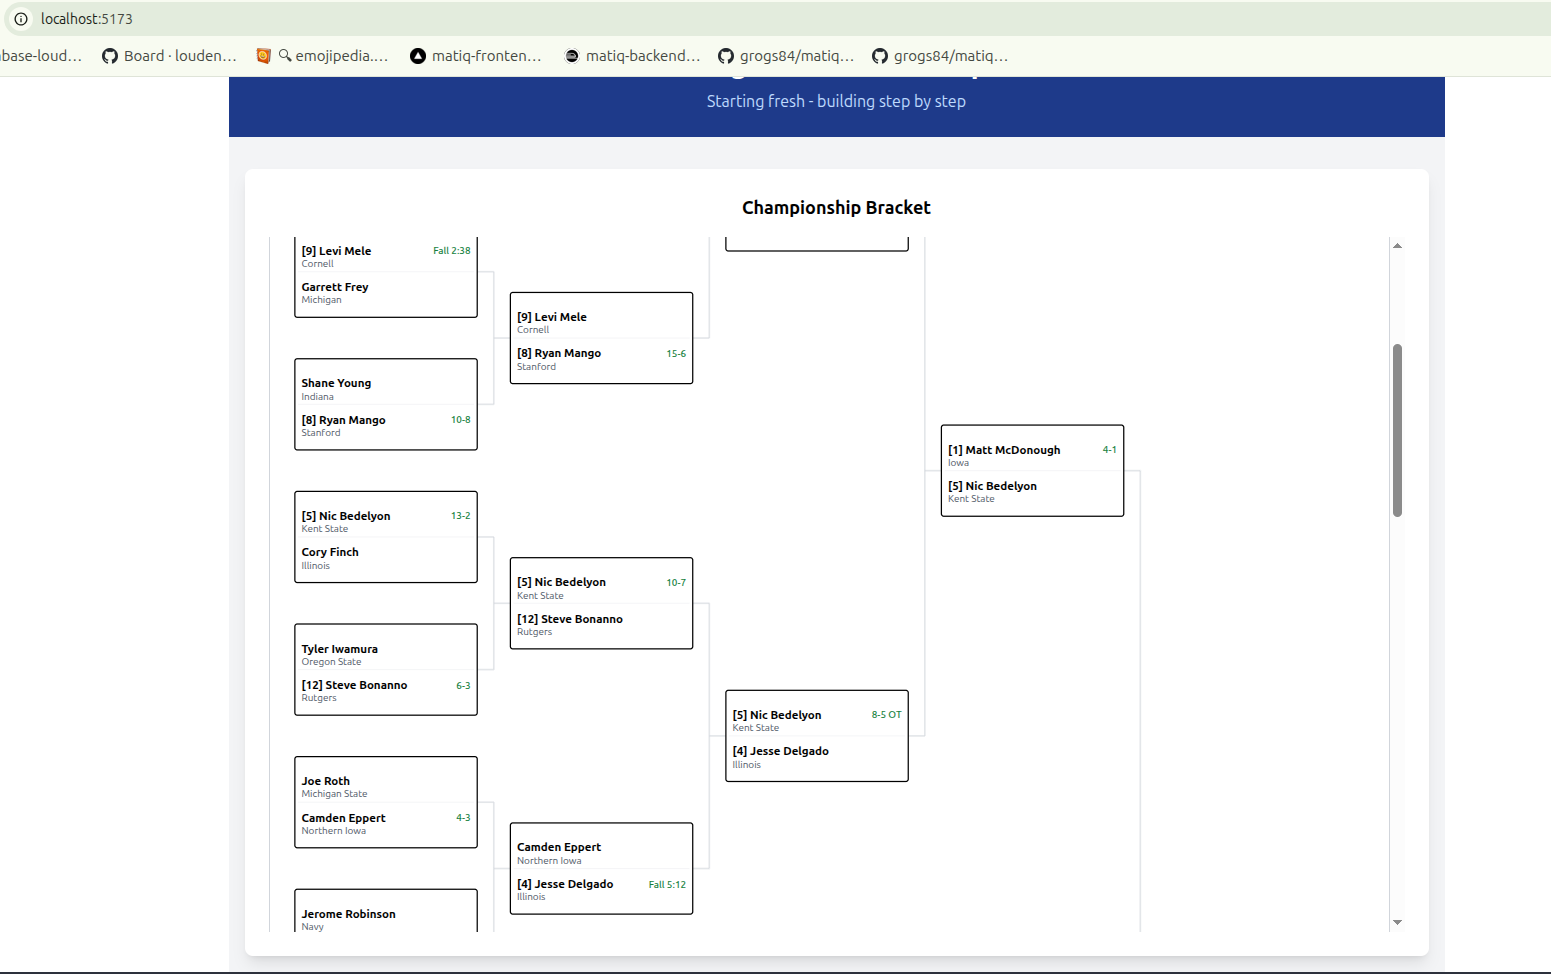 localhost:5173
base-loud...
Board · louden...
emojipedia....
matiq-fronten...
matiq-backend...
grogs84/matiq...
grogs84/matiq...
Starting fresh - building step by step
Championship Bracket
[9] Levi Mele Fall 2:38
Cornell
Garrett Frey
Michigan
Shane Young
Indiana
[8] Ryan Mango 10-8
Stanford
[5] Nic Bedelyon 13-2
Kent State
Cory Finch
Illinois
Tyler Iwamura
Oregon State
[12] Steve Bonanno 6-3
Rutgers
Joe Roth
Michigan State
Camden Eppert 4-3
Northern Iowa
Jerome Robinson
Navy
[9] Levi Mele
Cornell
[8] Ryan Mango 15-6
Stanford
[5] Nic Bedelyon 10-7
Kent State
[12] Steve Bonanno
Rutgers
Camden Eppert
Northern Iowa
[4] Jesse Delgado Fall 5:12
Illinois
[5] Nic Bedelyon 8-5 OT
Kent State
[4] Jesse Delgado
Illinois
[1] Matt McDonough 4-1
Iowa
[5] Nic Bedelyon
Kent State